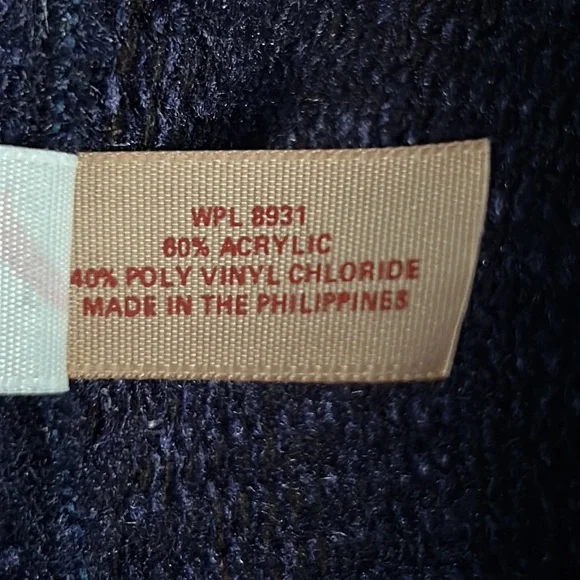 WPL 8931
60% ACRYLIC
40% POLY VINYL CHLORIDE
MADE IN THE PHILIPPINES